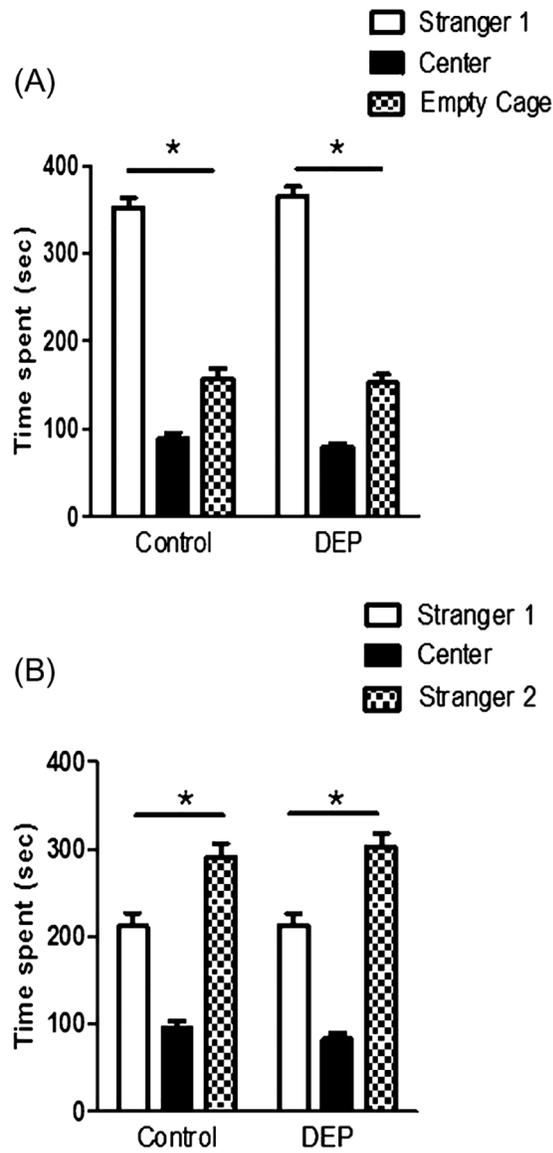 (A)
Stranger 1
Center
Empty Cage
*
*
Time spent (sec)
400
300
200
100
0
Control
DEP
(B)
Stranger 1
Center
Stranger 2
*
*
Time spent (sec)
400
300
200
100
0
Control
DEP